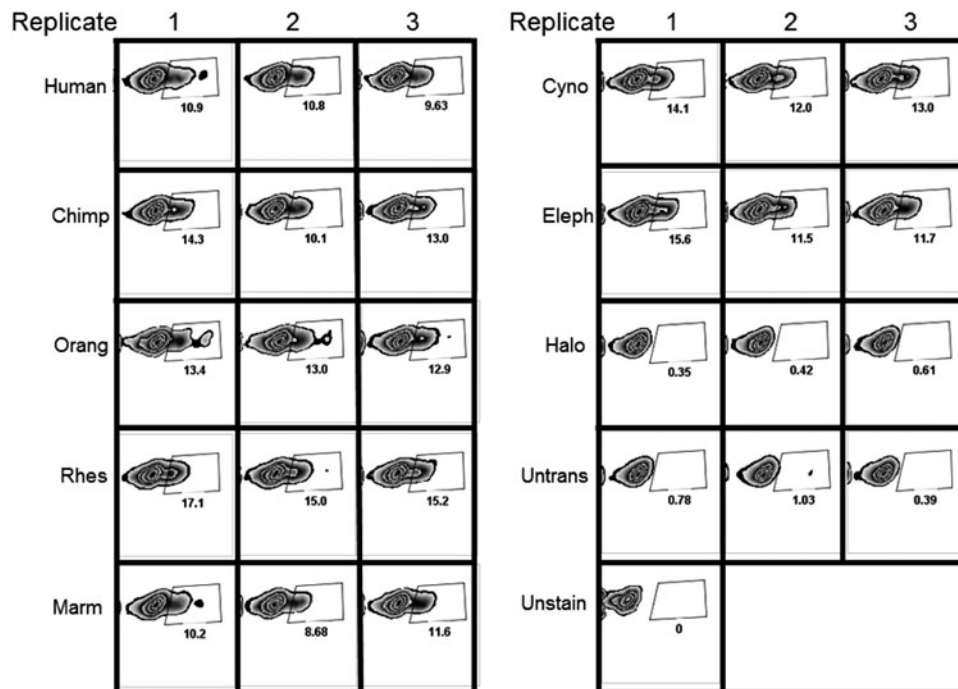 Replicate 1 2 3
Human 10.9 10.8 9.63
Chimp 14.3 10.1 13.0
Orang 13.4 13.0 12.9
Rhes 17.1 15.0 15.2
Marm 10.2 8.68 11.6
Replicate 1 2 3
Cyno 14.1 12.0 13.0
Eleph 15.6 11.5 11.7
Halo 0.35 0.42 0.61
Untrans 0.78 1.03 0.39
Unstain 0